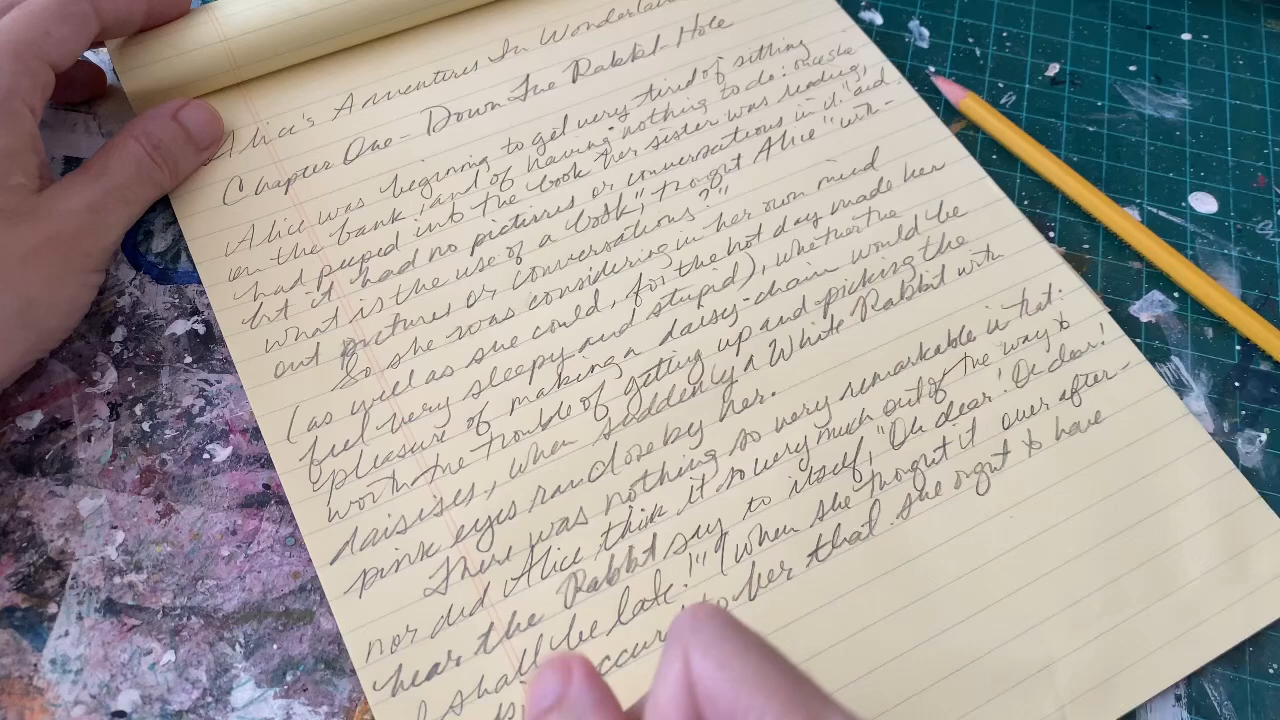 Alice's Adventures In Wonderland
Chapter One - Down The Rabbit-Hole
Alice was beginning to get very tired of sitting
on the bank, and of having nothing to do: once she
had peeped into the book her sister was reading,
but it had no pictures or conversations in it, "and
what is the use of a book," thought Alice "with-
out pictures or conversations?"
So she was considering in her own mind
(as well as she could, for the hot day made her
feel very sleepy and stupid), whether the
pleasure of making a daisy-chain would be
worth the trouble of getting up and picking the
daisises, when suddenly a White Rabbit with
pink eyes ran close by her.
There was nothing so very remarkable in that:
nor did Alice think it so very much out of the way to
hear the Rabbit say to itself, "Oh dear! Oh dear!
I shall be late!" (when she thought it over after-
to her that she ought to have